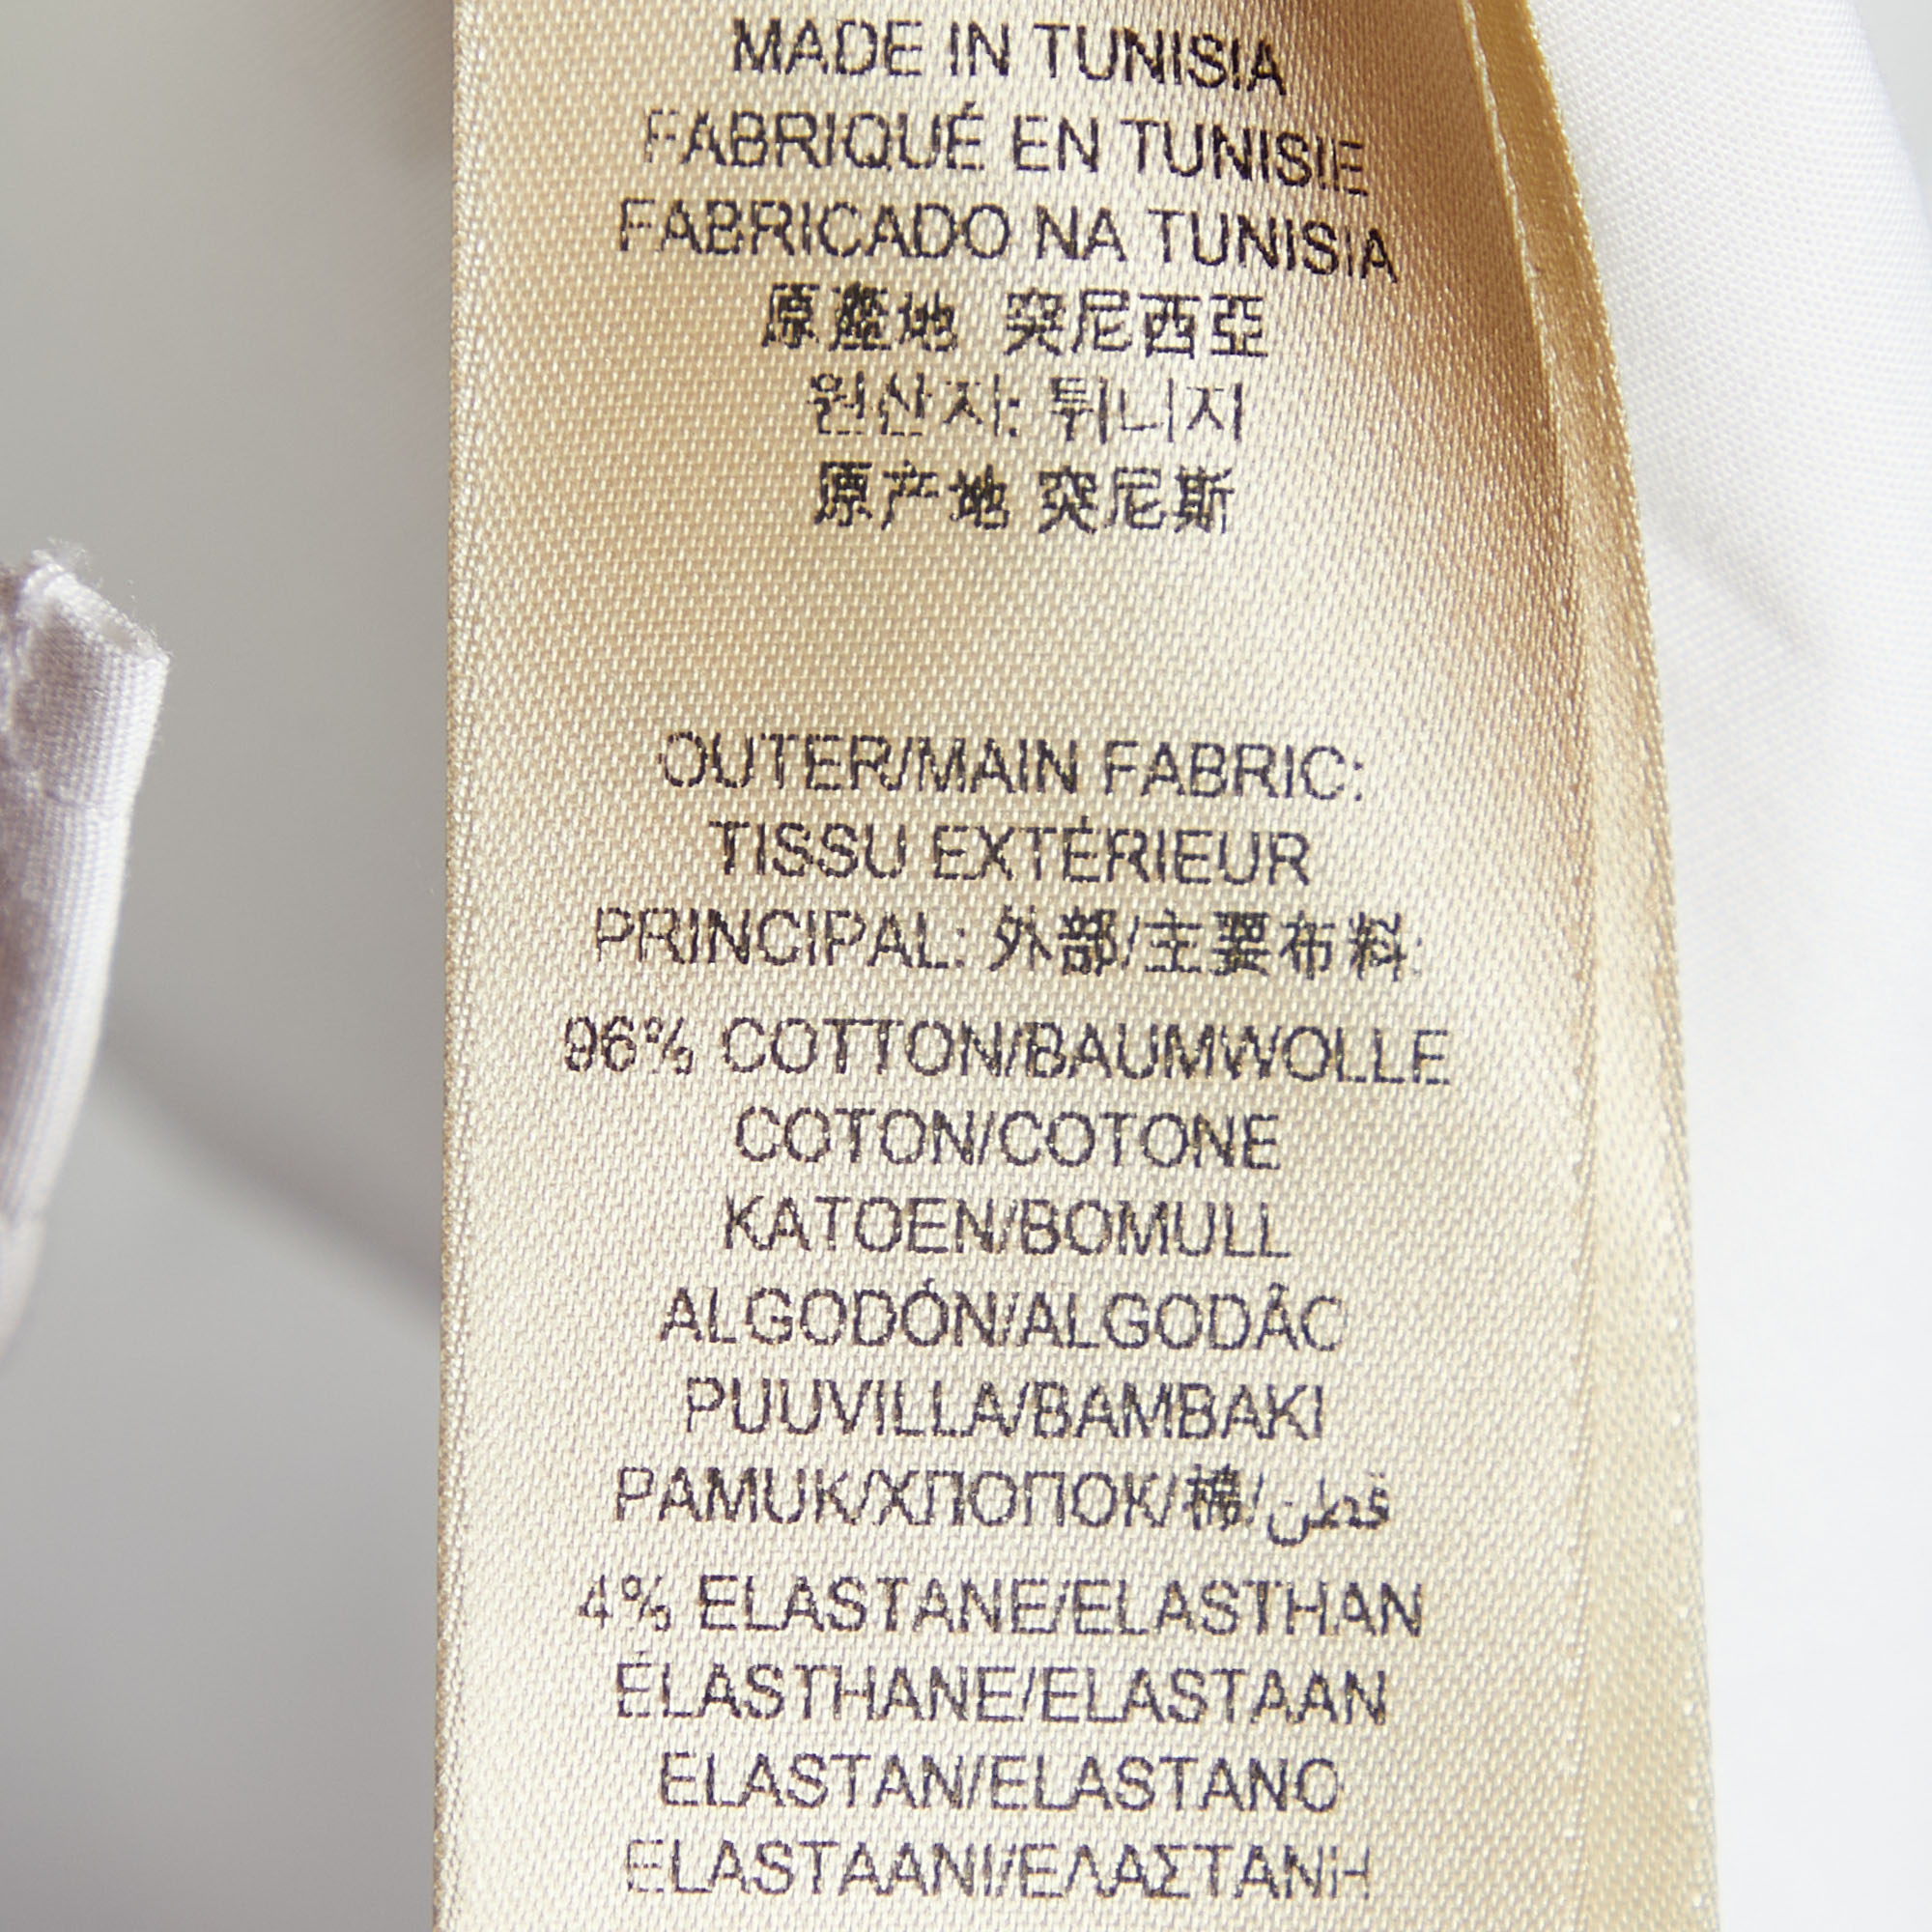 MADE IN TUNISIA
FABRIQUÉ EN TUNISIE
FABRICADO NA TUNISIA
原產地 突尼西亞
원산지: 튀니지
原产地 突尼斯
OUTER/MAIN FABRIC:
TISSU EXTÉRIEUR
PRINCIPAL: 外部/主要布料:
96% COTTON/BAUMWOLLE
COTON/COTONE
KATOEN/BOMULL
ALGODÓN/ALGODÃO
PUUVILLA/BAMBAKI
PAMUK/ХПОПОК/棉/قطن
4% ELASTANE/ELASTHAN
ÉLASTHANE/ELASTAAN
ELASTAN/ELASTANO
ELASTAANI/ΕΛΑΣΤΑΝΗ